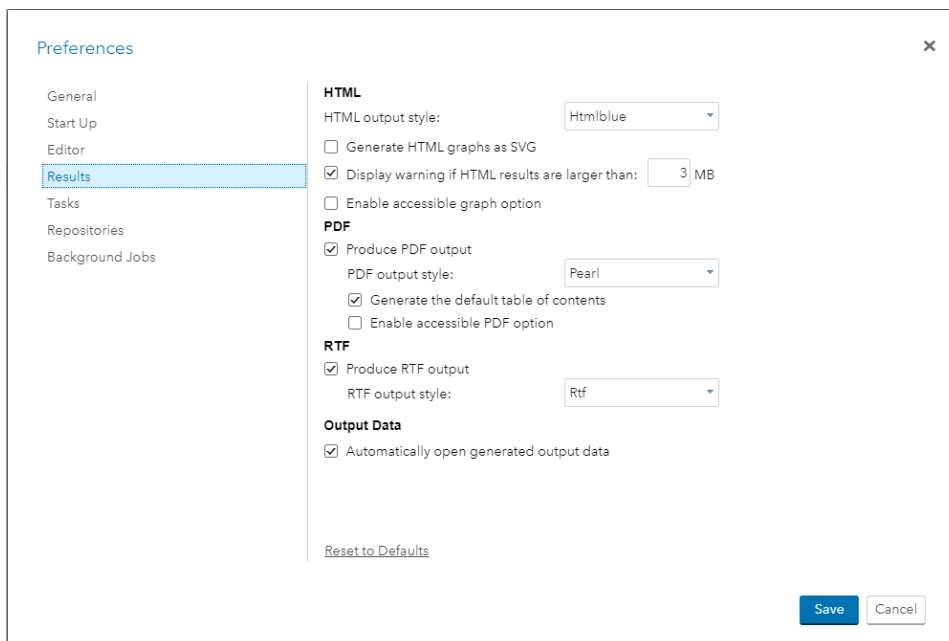 Preferences
General
Start Up
Editor
Results
Tasks
Repositories
Background Jobs
HTML
HTML output style: Htmlblue
Generate HTML graphs as SVG
Display warning if HTML results are larger than: 3 MB
Enable accessible graph option
PDF
Produce PDF output
PDF output style: Pearl
Generate the default table of contents
Enable accessible PDF option
RTF
Produce RTF output
RTF output style: Rtf
Output Data
Automatically open generated output data
Reset to Defaults
Save Cancel